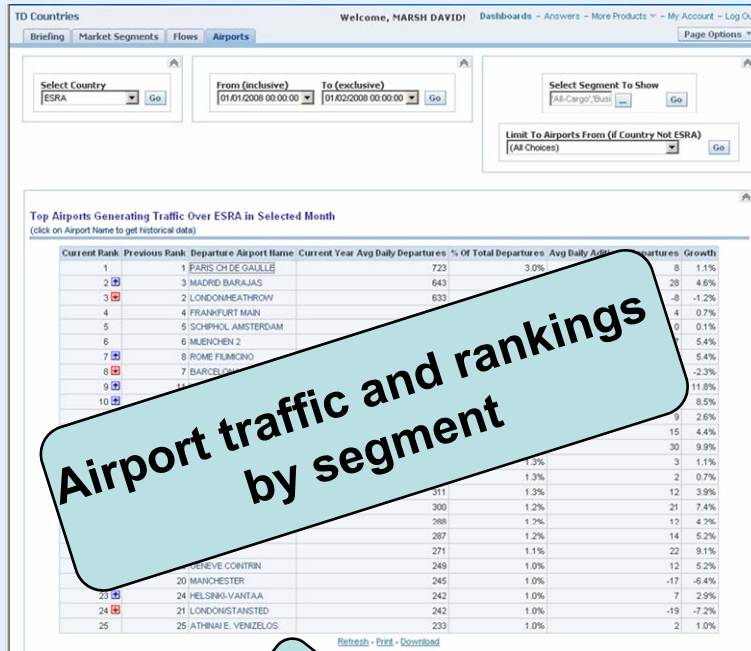 TD Countries
Welcome, MARSH DAVID! Dashboards - Answers - More Products - My Account - Log Ou
Briefing Market Segments Flows Airports
Page Options
Select Country
ESRA Go
From (inclusive) To (exclusive)
01/01/2008 00:00:00 01/02/2008 00:00:00 Go
Select Segment To Show
'All-Cargo','Busi ... Go
Limit To Airports From (if Country Not ESRA)
(All Choices) Go
Top Airports Generating Traffic Over ESRA in Selected Month
(click on Airport Name to get historical data)
Current Rank Previous Rank Departure Airport Name Current Year Avg Daily Departures % Of Total Departures Avg Daily Aditional Departures Growth
1 1 PARIS CH DE GAULLE 723 3.0% 8 1.1%
2 3 MADRID BARAJAS 643 28 4.6%
3 2 LONDON/HEATHROW 633 -8 -1.2%
4 4 FRANKFURT MAIN 4 0.7%
5 5 SCHIPHOL AMSTERDAM 0 0.1%
6 6 MUENCHEN 2 7 5.4%
7 8 ROME FIUMICINO 5.4%
8 7 BARCELONA -2.3%
9 11 11.8%
10 8.5%
9 2.6%
15 4.4%
30 9.9%
1.3% 3 1.1%
1.3% 2 0.7%
311 1.3% 12 3.9%
300 1.2% 21 7.4%
288 1.2% 12 4.2%
287 1.2% 14 5.2%
271 1.1% 22 9.1%
GENEVE COINTRIN 249 1.0% 12 5.2%
20 MANCHESTER 245 1.0% -17 -6.4%
23 24 HELSINKI-VANTAA 242 1.0% 7 2.9%
24 21 LONDON/STANSTED 242 1.0% -19 -7.2%
25 25 ATHINAI E. VENIZELOS 233 1.0% 2 1.0%
Refresh - Print - Download
Airport traffic and rankings
by segment